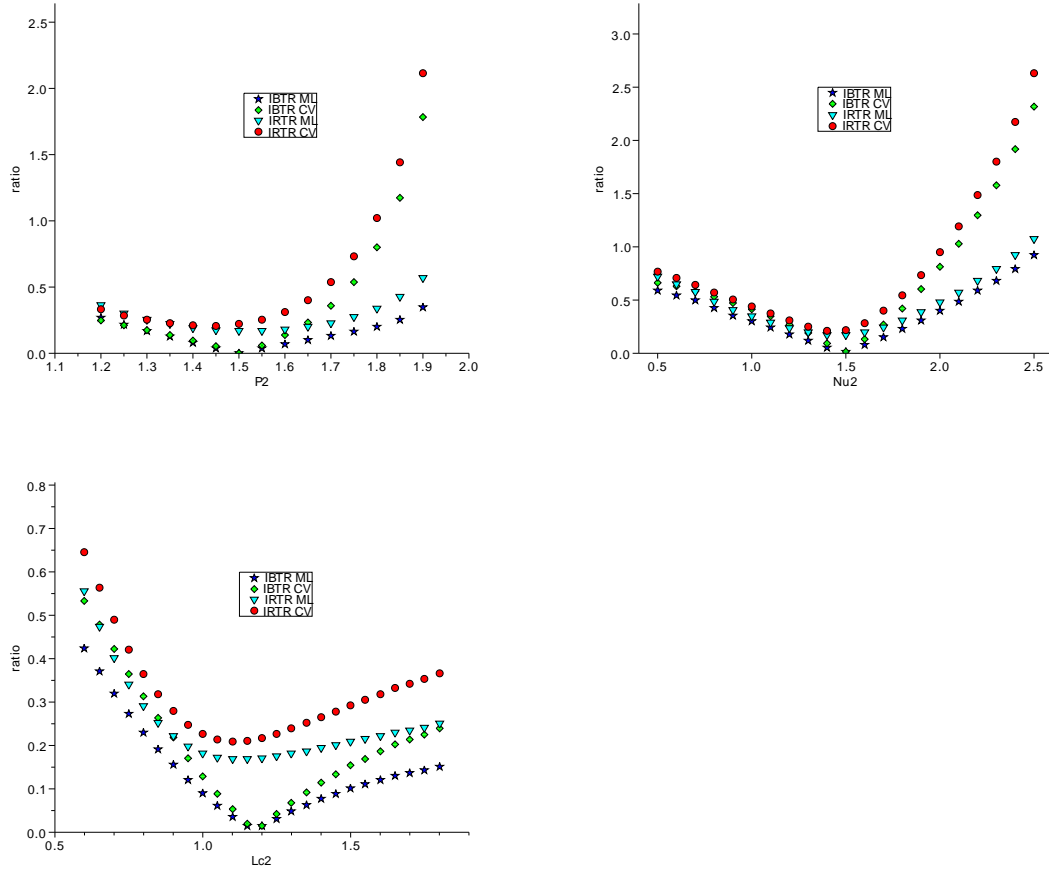 2.5
2.0
1.5
1.0
0.5
0.0
ratio
1.1 1.2 1.3 1.4 1.5 1.6 1.7 1.8 1.9 2.0
P2
IBTR ML
IBTR CV
IRTR ML
IRTR CV
3.0
2.5
2.0
1.5
1.0
0.5
0.0
ratio
0.5 1.0 1.5 2.0 2.5
Nu2
IBTR ML
IBTR CV
IRTR ML
IRTR CV
0.8
0.7
0.6
0.5
0.4
0.3
0.2
0.1
0.0
ratio
0.5 1.0 1.5
Lc2
IBTR ML
IBTR CV
IRTR ML
IRTR CV